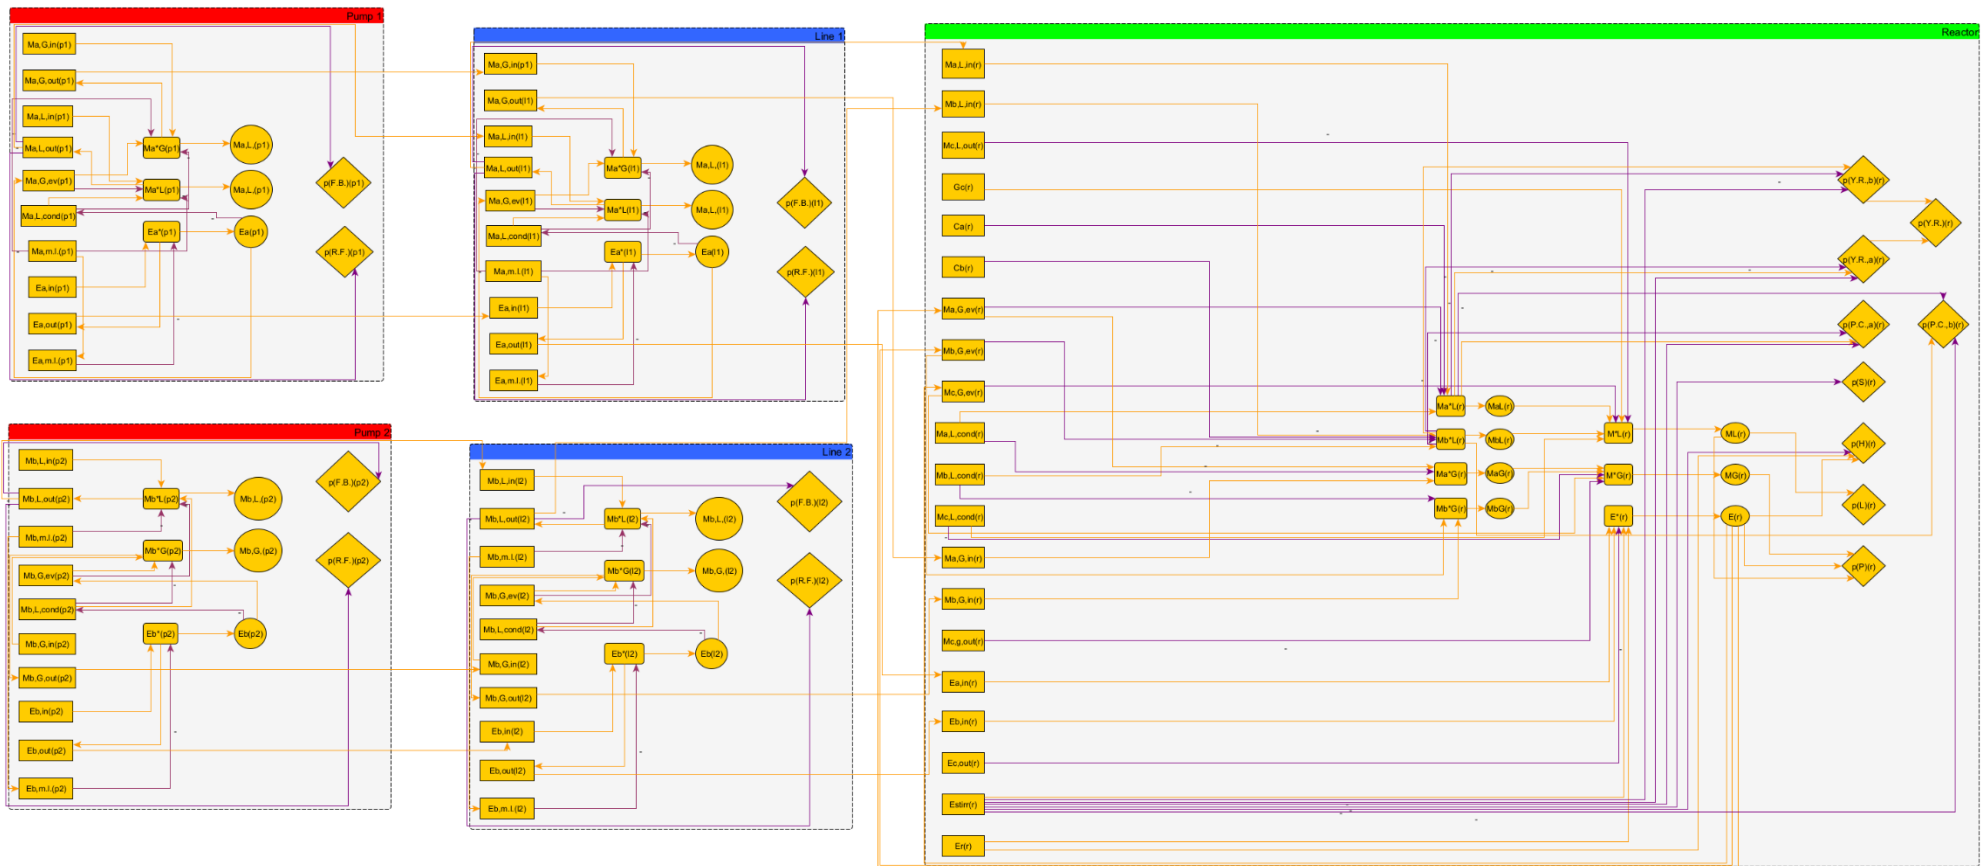 Pump 1
Ma,G,in(p1)
Ma,G,out(p1)
Ma,L,in(p1)
Ma,L,out(p1)
Ma,G,ev(p1)
Ma,L,cond(p1)
Ma,m.l.(p1)
Ea,in(p1)
Ea,out(p1)
Ea,m.l.(p1)
Ma*G(p1)
Ma*L(p1)
Ea*(p1)
Ma,L,(p1)
Ma,L,(p1)
Ea(p1)
p(F.B.)(p1)
p(R.F.)(p1)
Line 1
Ma,G,in(p1)
Ma,G,out(l1)
Ma,L,in(l1)
Ma,L,out(l1)
Ma,G,ev(l1)
Ma,L,cond(l1)
Ma,m.l.(l1)
Ea,in(l1)
Ea,out(l1)
Ea,m.l.(l1)
Ma*G(l1)
Ma*L(l1)
Ea*(l1)
Ma,L,(l1)
Ma,L,(l1)
Ea(l1)
p(F.B.)(l1)
p(R.F.)(l1)
Pump 2
Mb,L,in(p2)
Mb,L,out(p2)
Mb,m.l.(p2)
Mb,G,ev(p2)
Mb,L,cond(p2)
Mb,G,in(p2)
Mb,G,out(p2)
Eb,in(p2)
Eb,out(p2)
Eb,m.l.(p2)
Mb*L(p2)
Mb*G(p2)
Eb*(p2)
Mb,L,(p2)
Mb,G,(p2)
Eb(p2)
p(F.B.)(p2)
p(R.F.)(p2)
Line 2
Mb,L,in(l2)
Mb,L,out(l2)
Mb,m.l.(l2)
Mb,G,ev(l2)
Mb,L,cond(l2)
Mb,G,in(l2)
Mb,G,out(l2)
Eb,in(l2)
Eb,out(l2)
Eb,m.l.(l2)
Mb*L(l2)
Mb*G(l2)
Eb*(l2)
Mb,L,(l2)
Mb,G,(l2)
Eb(l2)
p(F.B.)(l2)
p(R.F.)(l2)
Reactor
Ma,L,in(r)
Mb,L,in(r)
Mc,L,out(r)
Gc(r)
Ca(r)
Cb(r)
Ma,G,ev(r)
Mb,G,ev(r)
Mc,G,ev(r)
Ma,L,cond(r)
Mb,L,cond(r)
Mc,L,cond(r)
Ma,G,in(r)
Mb,G,in(r)
Mc,g,out(r)
Ea,in(r)
Eb,in(r)
Ec,out(r)
Estirr(r)
Er(r)
Ma*L(r)
Mb*L(r)
Ma*G(r)
Mb*G(r)
MaL(r)
MbL(r)
MaG(r)
MbG(r)
M*L(r)
M*G(r)
E*(r)
ML(r)
MG(r)
E(r)
p(Y.R.,b)(r)
p(Y.R.)(r)
p(Y.R.,a)(r)
p(P.C.,a)(r)
p(P.C.,b)(r)
p(S)(r)
p(H)(r)
p(L)(r)
p(P)(r)